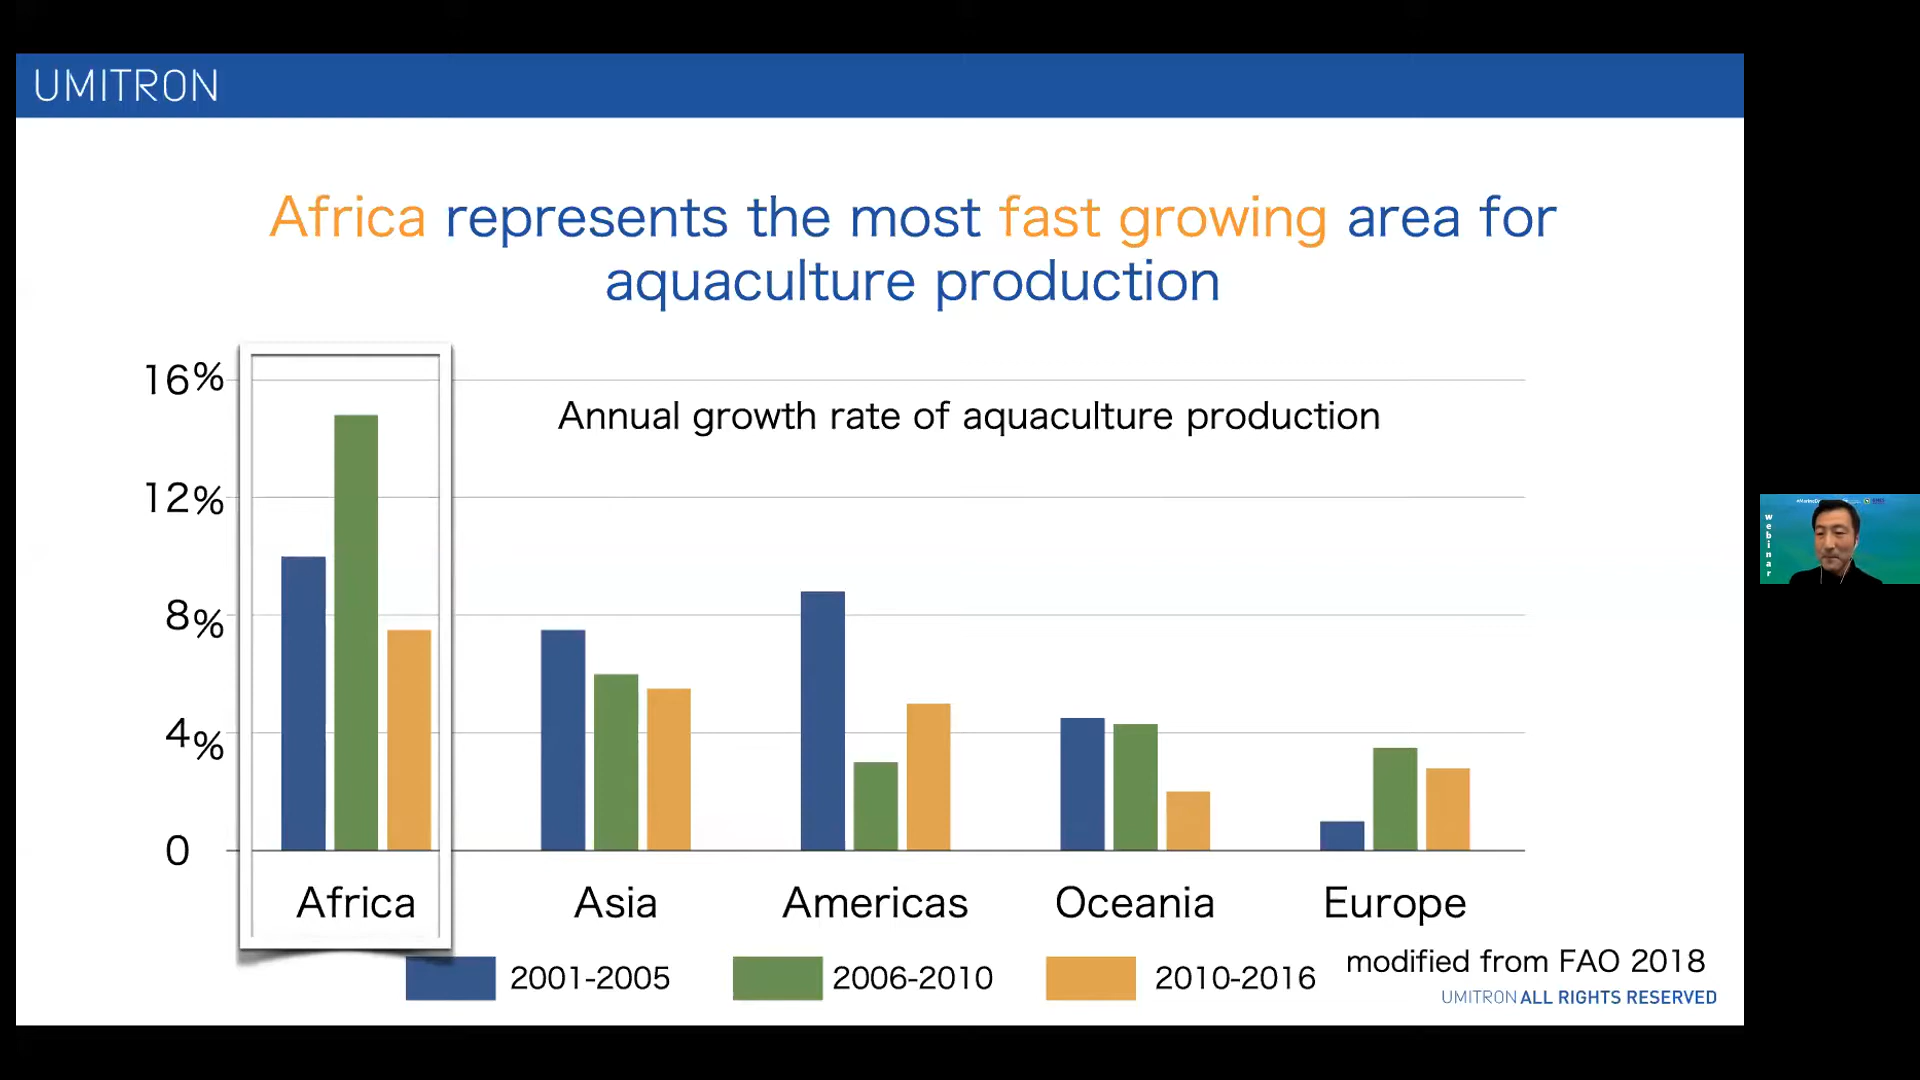 UMITRON
Africa represents the most fast growing area for
aquaculture production
Annual growth rate of aquaculture production
16%
12%
8%
4%
0
Africa
Asia
Americas
Oceania
Europe
2001-2005
2006-2010
2010-2016
modified from FAO 2018
UMITRON ALL RIGHTS RESERVED
webinar